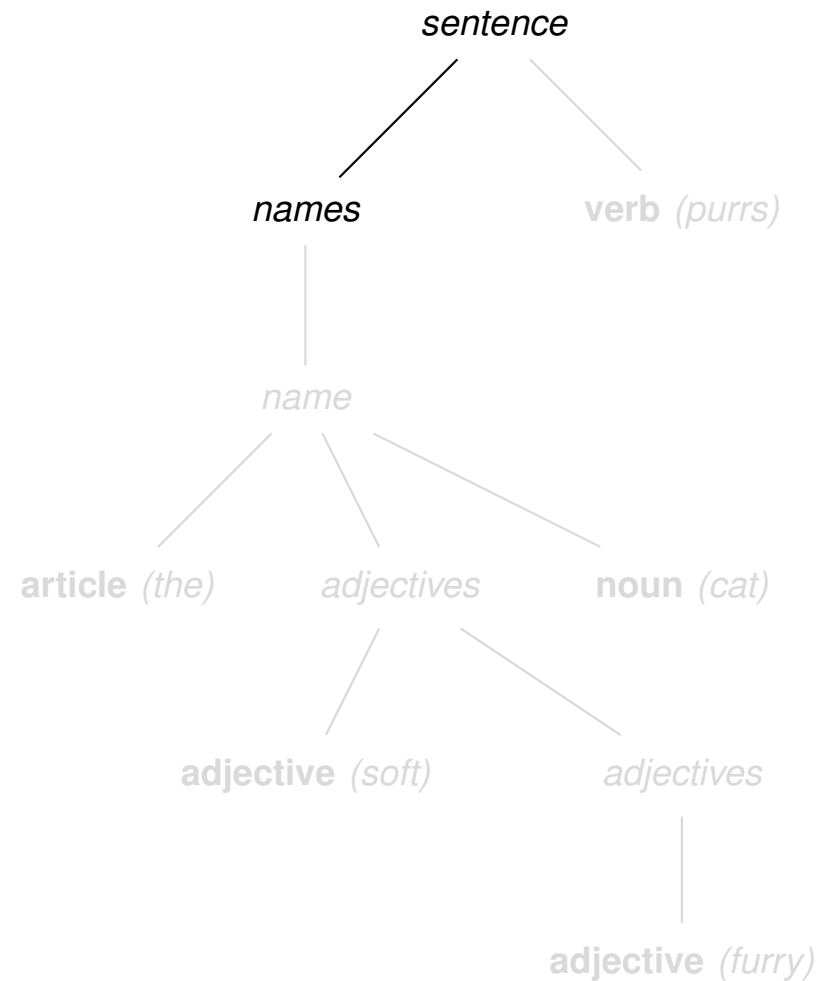 sentence
names verb (purrs)
name
article (the) adjectives noun (cat)
adjective (soft) adjectives
adjective (furry)